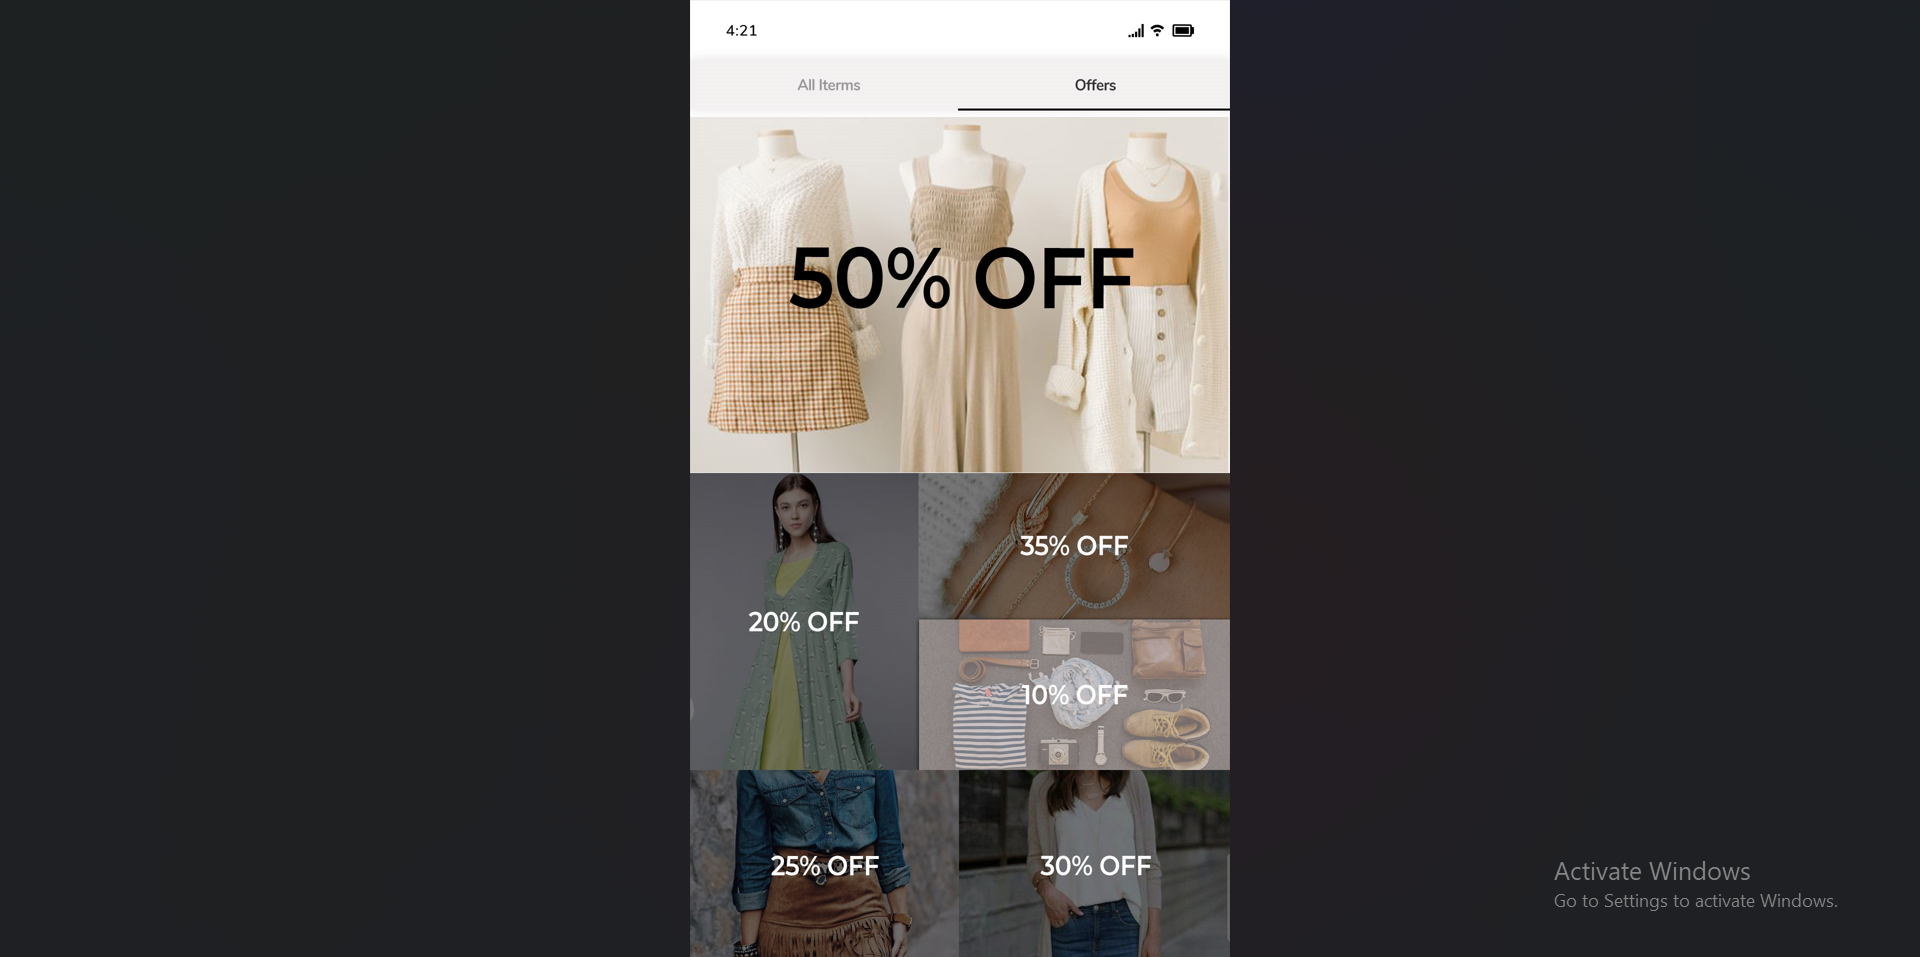 4:21
All Iterms
Offers
50% OFF
20% OFF
35% OFF
10% OFF
25% OFF
30% OFF
Activate Windows
Go to Settings to activate Windows.